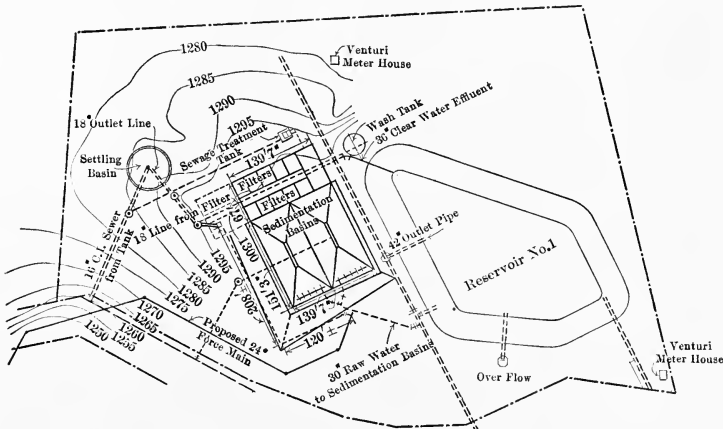 1280
1285
1290
1295
Venturi
Meter House
18" Outlet Line
Settling
Basin
Sewage Treatment
Tank
Wash Tank
36" Clear Water Effluent
139'7"
Filters
Filters
Sedimentation
Basins
18" Line from Filter
16" C.I. Sewer
from Tank
1300
1295
1290
1285
1280
1275
1270
1265
1260
1255
1250
151'3"
208'
139'7"
120 ±
Proposed 24"
Force Main
30" Raw Water
to Sedimentation Basins
42" Outlet Pipe
Reservoir No.1
Over Flow
Venturi
Meter House